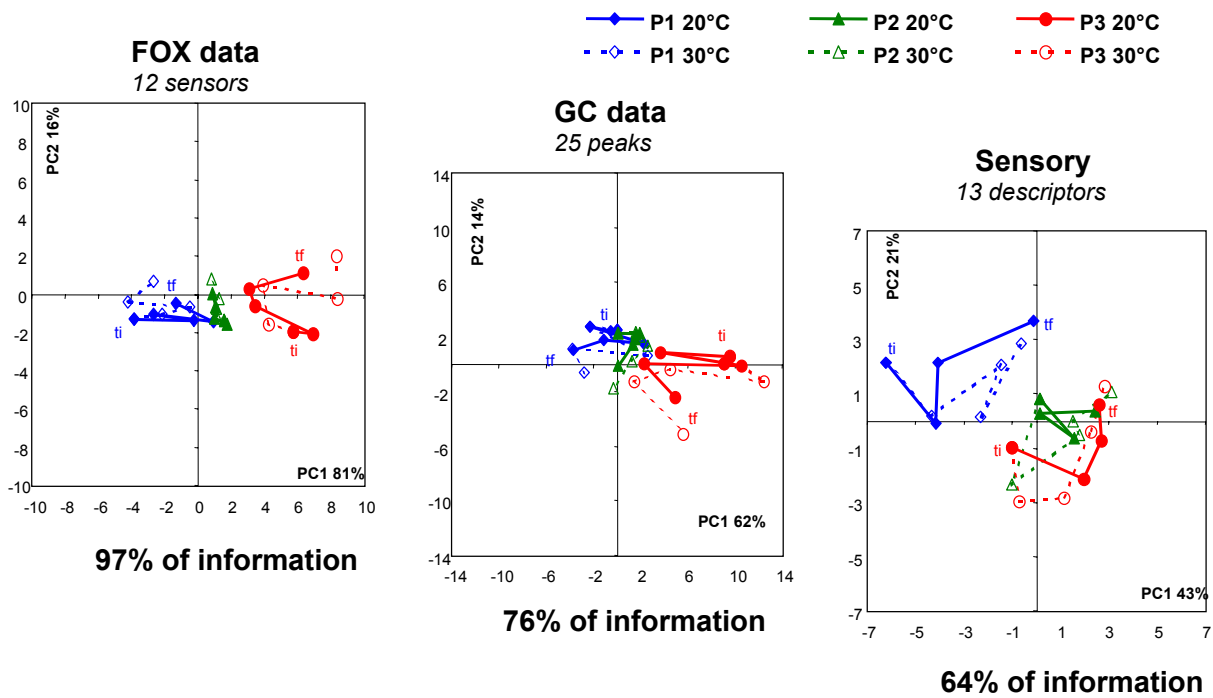 P1 20°C P2 20°C P3 20°C
P1 30°C P2 30°C P3 30°C
FOX data
12 sensors
10
8
6
4
2
0
-2
-4
-6
-8
-10
PC2 16%
tf
ti
tf
ti
PC1 81%
-10 -10 -8 -6 -4 -2 0 2 4 6 8 10
97% of information
GC data
25 peaks
14
10
6
2
-2
-6
-10
-14
PC2 14%
ti
tf
ti
tf
PC1 62%
-14 -10 -6 -2 2 6 10 14
76% of information
Sensory
13 descriptors
7
5
3
1
-1
-3
-5
-7
PC2 21%
ti
tf
ti
tf
PC1 43%
-7 -5 -3 -1 1 3 5 7
64% of information